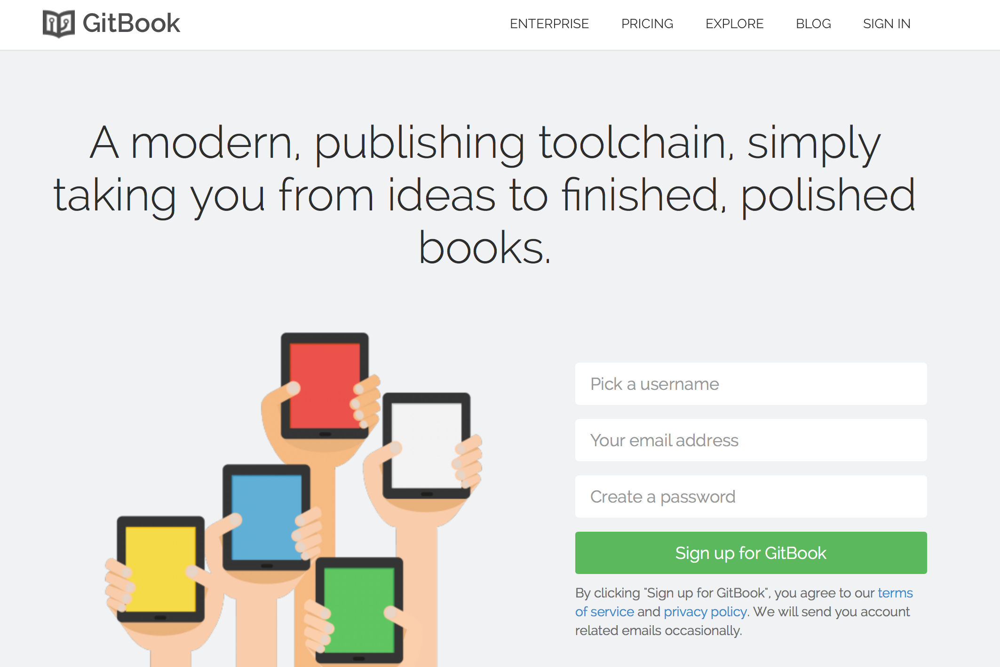 GitBook
ENTERPRISE PRICING EXPLORE BLOG SIGN IN
A modern, publishing toolchain, simply
taking you from ideas to finished, polished
books.
Pick a username
Your email address
Create a password
Sign up for GitBook
By clicking "Sign up for GitBook", you agree to our terms
of service and privacy policy. We will send you account
related emails occasionally.